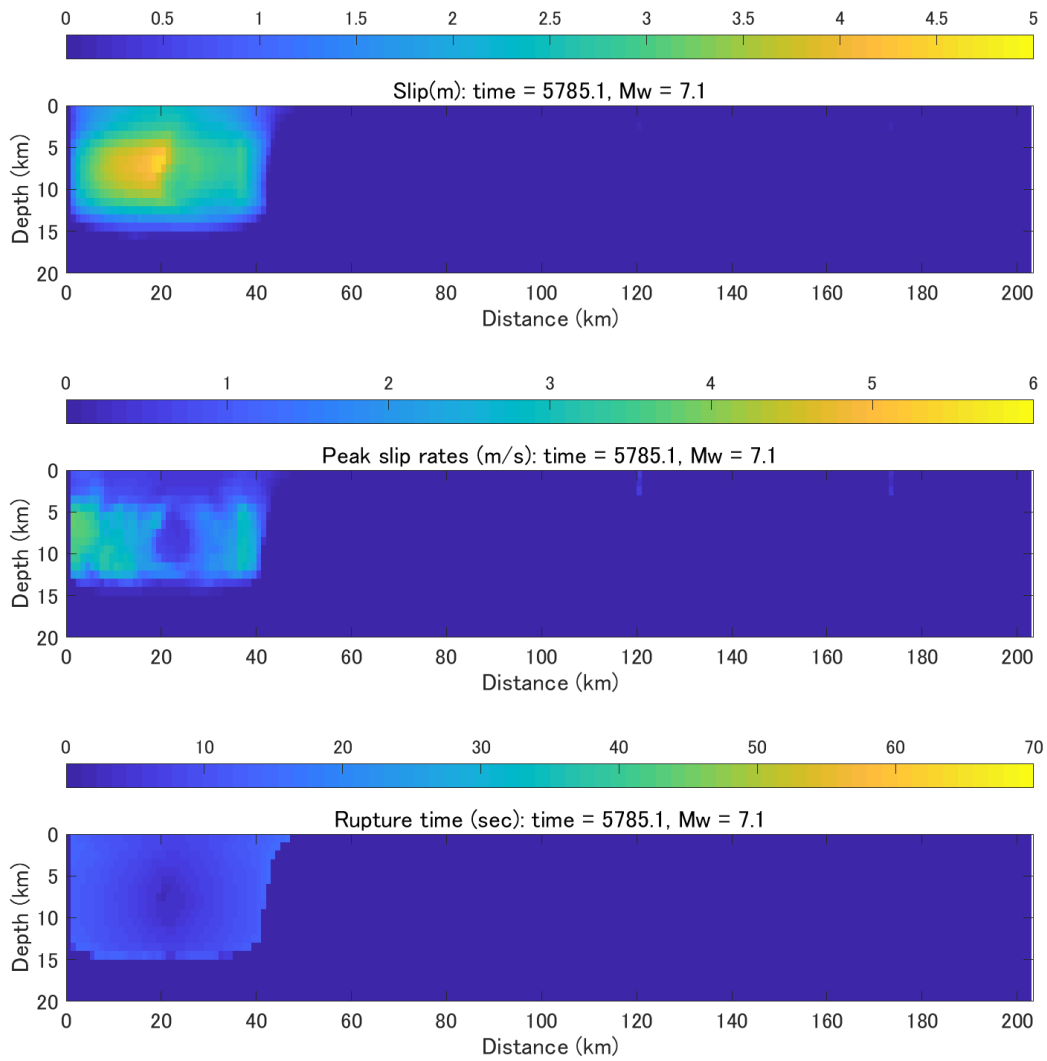 0 0.5 1 1.5 2 2.5 3 3.5 4 4.5 5
Slip(m): time = 5785.1, Mw = 7.1
Depth (km)
0
5
10
15
20
0 20 40 60 80 100 120 140 160 180 200
Distance (km)
0 1 2 3 4 5 6
Peak slip rates (m/s): time = 5785.1, Mw = 7.1
Depth (km)
0
5
10
15
20
0 20 40 60 80 100 120 140 160 180 200
Distance (km)
0 10 20 30 40 50 60 70
Rupture time (sec): time = 5785.1, Mw = 7.1
Depth (km)
0
5
10
15
20
0 20 40 60 80 100 120 140 160 180 200
Distance (km)